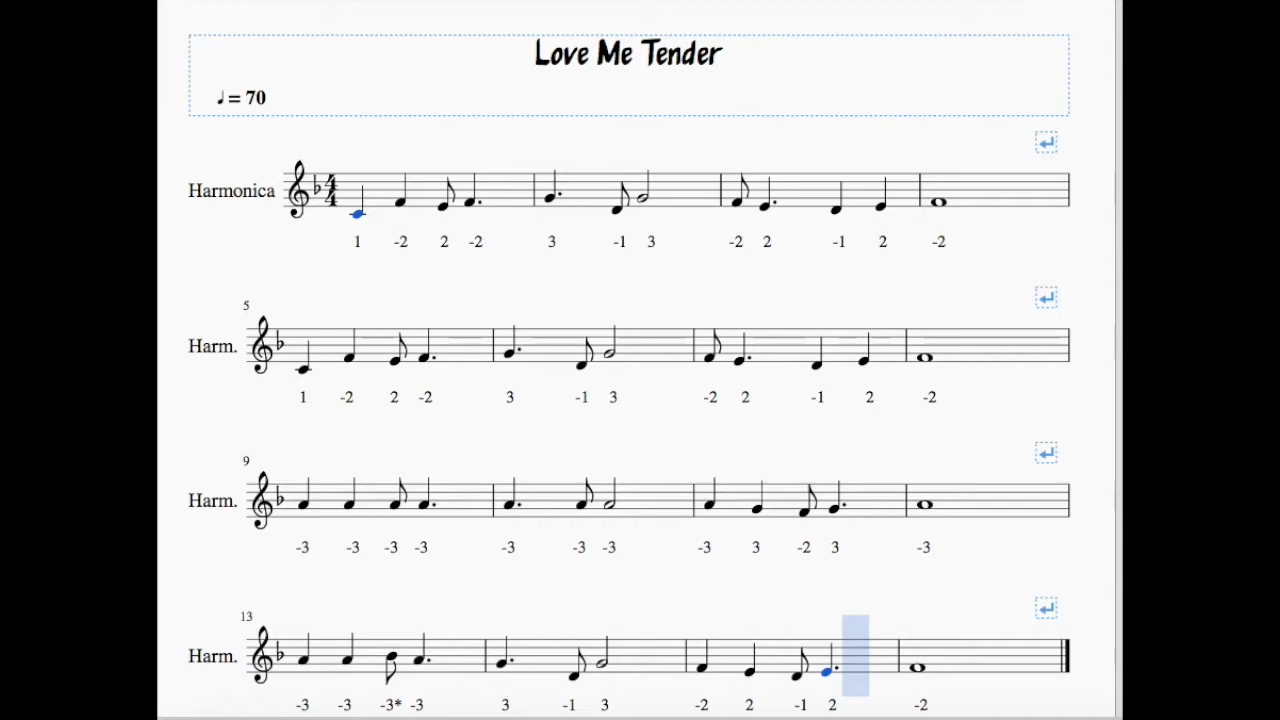 Love Me Tender
♩ = 70
Harmonica 4/4
1 -2 2 -2 3 -1 3 -2 2 -1 2 -2
5
Harm.
1 -2 2 -2 3 -1 3 -2 2 -1 2 -2
9
Harm.
-3 -3 -3 -3 -3 -3 -3 -3 3 -2 3 -3
13
Harm.
-3 -3 -3* -3 3 -1 3 -2 2 -1 2 -2